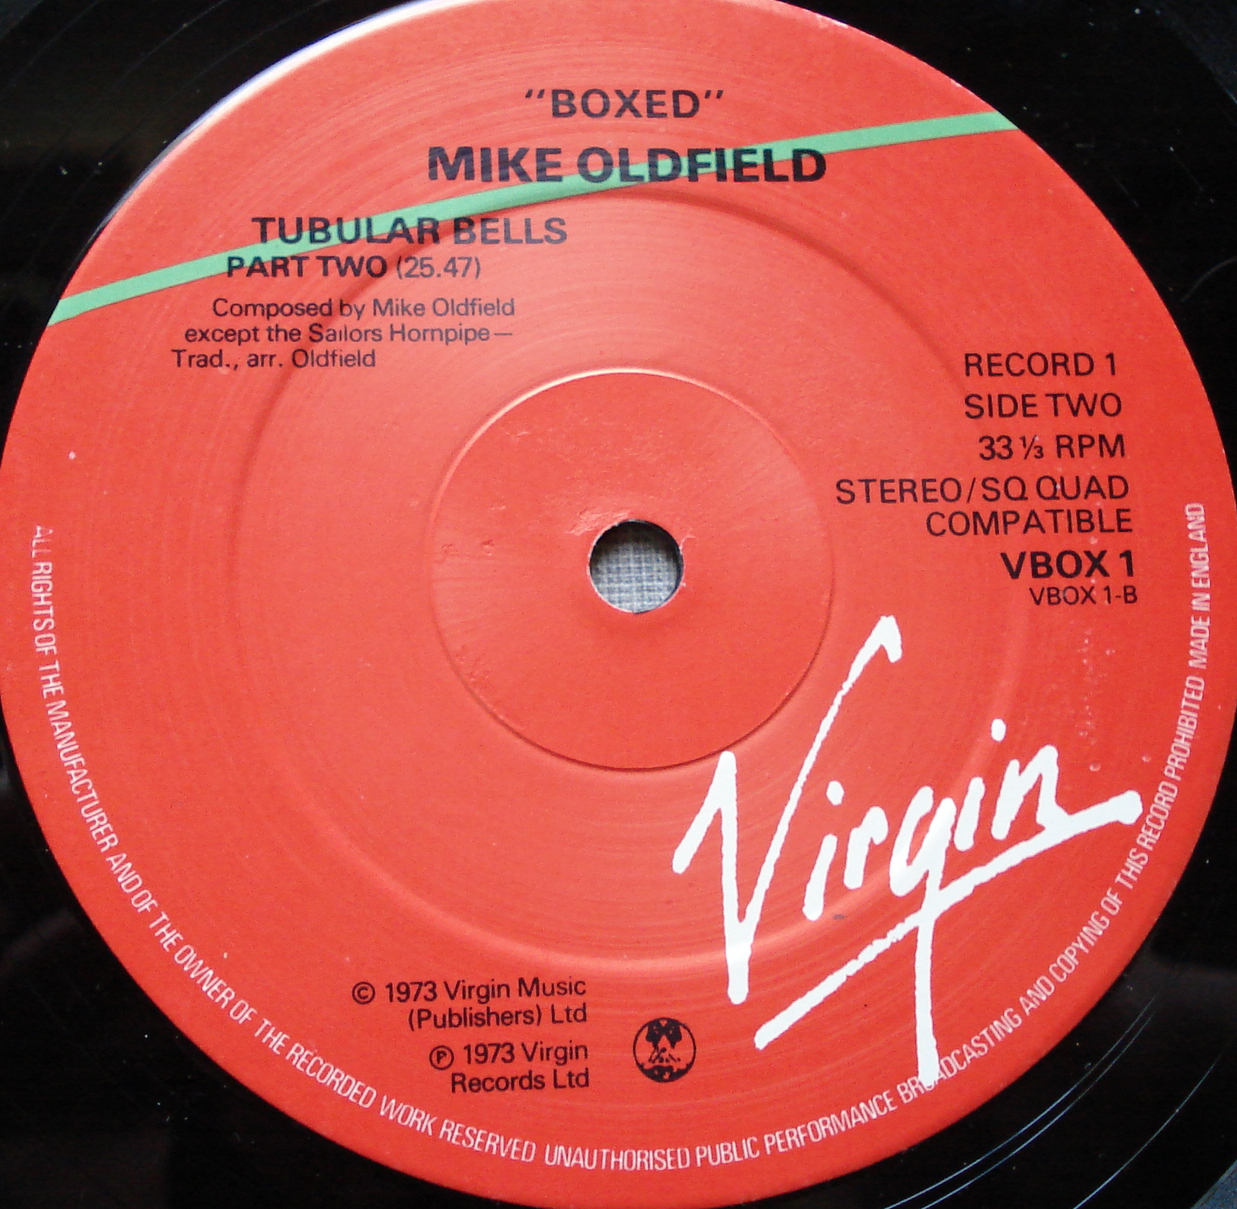 "BOXED"
MIKE OLDFIELD
TUBULAR BELLS
PART TWO (25.47)
Composed by Mike Oldfield
except the Sailors Hornpipe—
Trad., arr. Oldfield
RECORD 1
SIDE TWO
33⅓ RPM
STEREO/SQ QUAD
COMPATIBLE
VBOX 1
VBOX 1-B
Virgin
© 1973 Virgin Music
(Publishers) Ltd
℗ 1973 Virgin
Records Ltd
ALL RIGHTS OF THE MANUFACTURER AND OF THE OWNER OF THE RECORDED WORK RESERVED UNAUTHORISED PUBLIC PERFORMANCE BROADCASTING AND COPYING OF THIS RECORD PROHIBITED MADE IN ENGLAND